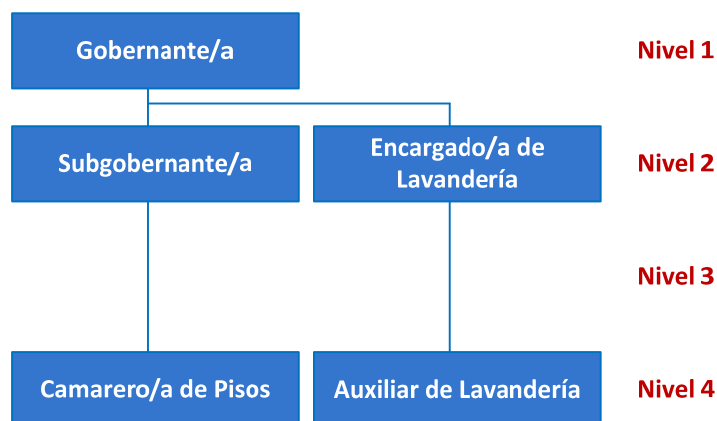 Gobernante/a
Nivel 1
Subgobernante/a
Encargado/a de
Lavandería
Nivel 2
Nivel 3
Camarero/a de Pisos
Auxiliar de Lavandería
Nivel 4